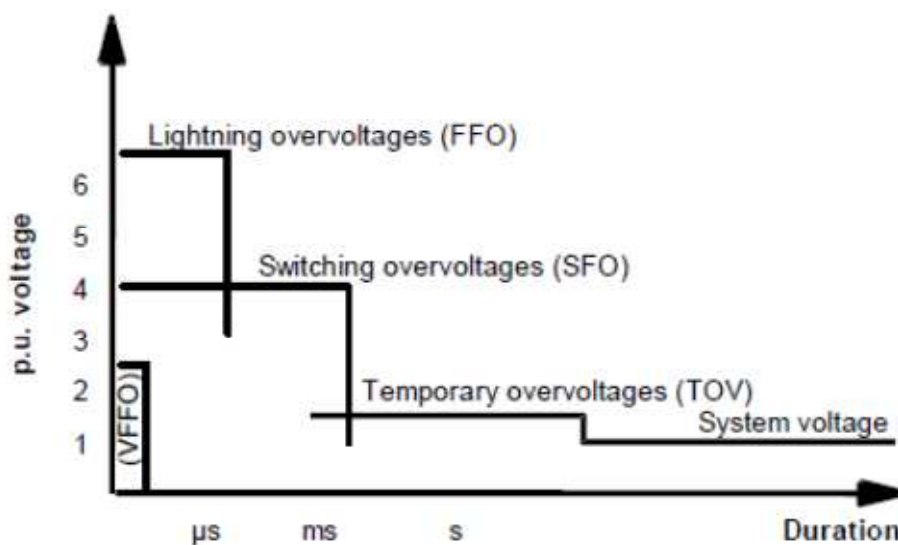 Lightning overvoltages (FFO)
6
5
Switching overvoltages (SFO)
4
3
p.u. voltage
2
Temporary overvoltages (TOV)
(VFFO)
System voltage
1
µs ms s Duration